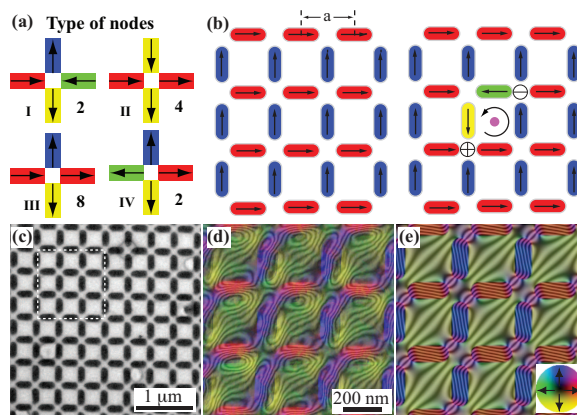 (a) Type of nodes
I 2 II 4
III 8 IV 2
(b) a
(c) 1 μm
(d) 200 nm
(e)